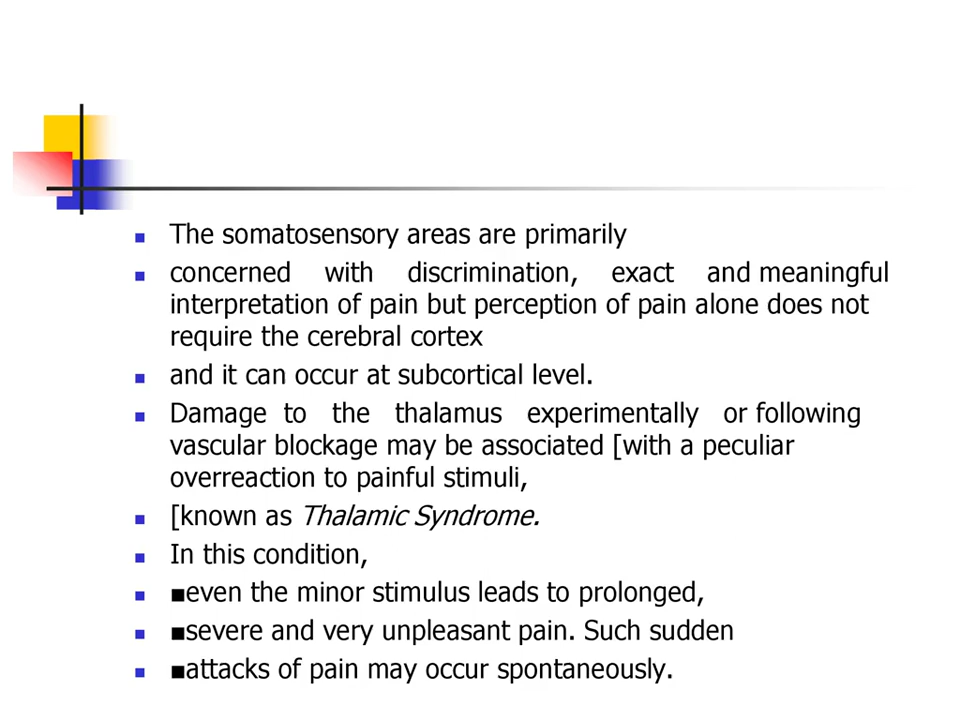 ■ The somatosensory areas are primarily
■ concerned with discrimination, exact and meaningful
interpretation of pain but perception of pain alone does not
require the cerebral cortex
■ and it can occur at subcortical level.
■ Damage to the thalamus experimentally or following
vascular blockage may be associated [with a peculiar
overreaction to painful stimuli,
■ [known as Thalamic Syndrome.
■ In this condition,
■ ■even the minor stimulus leads to prolonged,
■ ■severe and very unpleasant pain. Such sudden
■ ■attacks of pain may occur spontaneously.